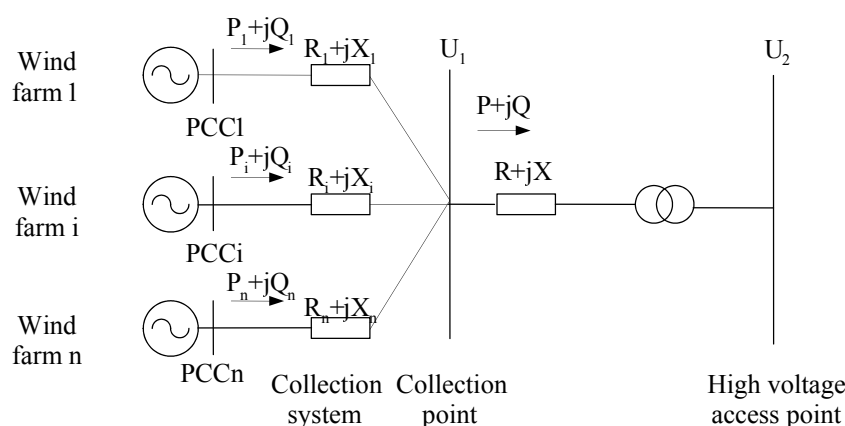 Wind
farm 1
P₁+jQ₁
R₁+jX₁
PCC1
U₁
U₂
P+jQ
Wind
farm i
Pᵢ+jQᵢ
Rᵢ+jXᵢ
PCCi
R+jX
Wind
farm n
Pₙ+jQₙ
Rₙ+jXₙ
PCCn
Collection
system
Collection
point
High voltage
access point